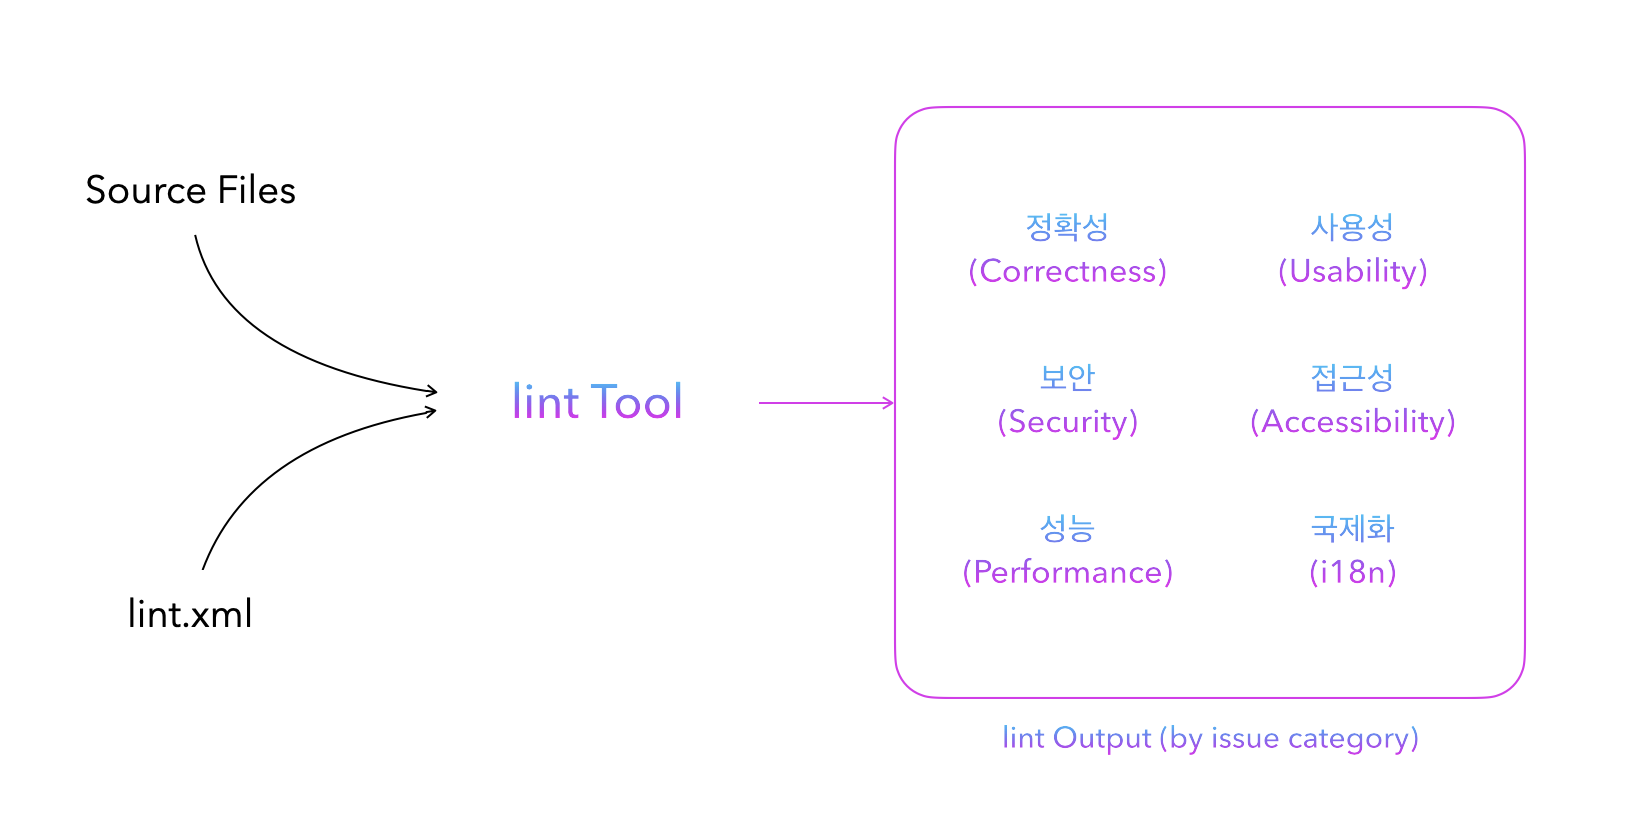 Source Files
lint.xml
lint Tool
정확성
(Correctness)
사용성
(Usability)
보안
(Security)
접근성
(Accessibility)
성능
(Performance)
국제화
(i18n)
lint Output (by issue category)